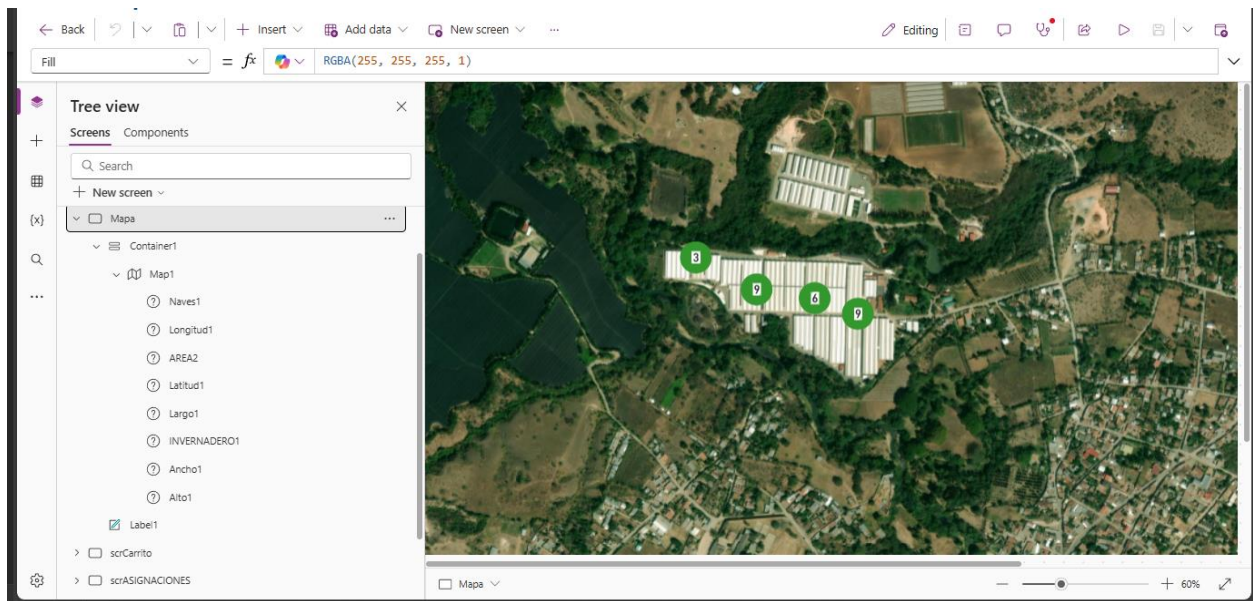 Back
Insert
Add data
New screen
...
Editing
Fill
= fx
RGBA(255, 255, 255, 1)
Tree view
Screens Components
Search
New screen
{x}
Mapa
...
Container1
Map1
Naves1
Longitud1
AREA2
Latitud1
Largo1
INVERNADERO1
Ancho1
Alto1
Label1
scrCarrito
scrASIGNACIONES
3
9
6
9
Mapa
60%